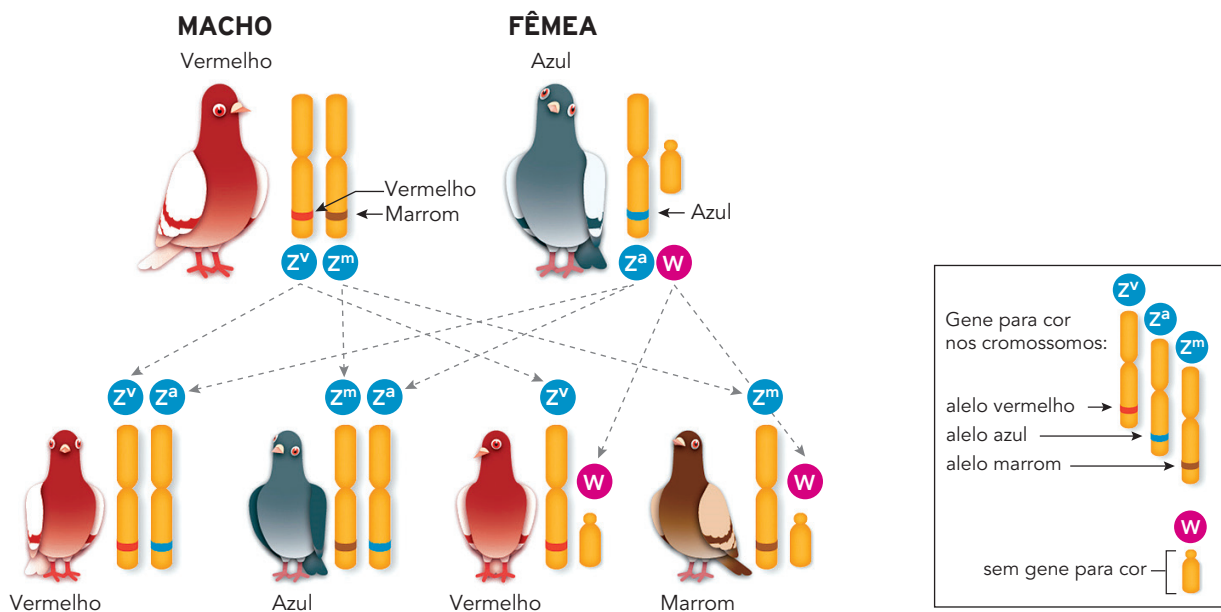 MACHO
Vermelho
FÊMEA
Azul
Vermelho
Marrom
Azul
Zv Zm
Za W
Zv Za
Zm Za
Zv
W
Zm
W
Vermelho
Azul
Vermelho
Marrom
Zv
Za
Zm
Gene para cor
nos cromossomos:
alelo vermelho
alelo azul
alelo marrom
W
sem gene para cor